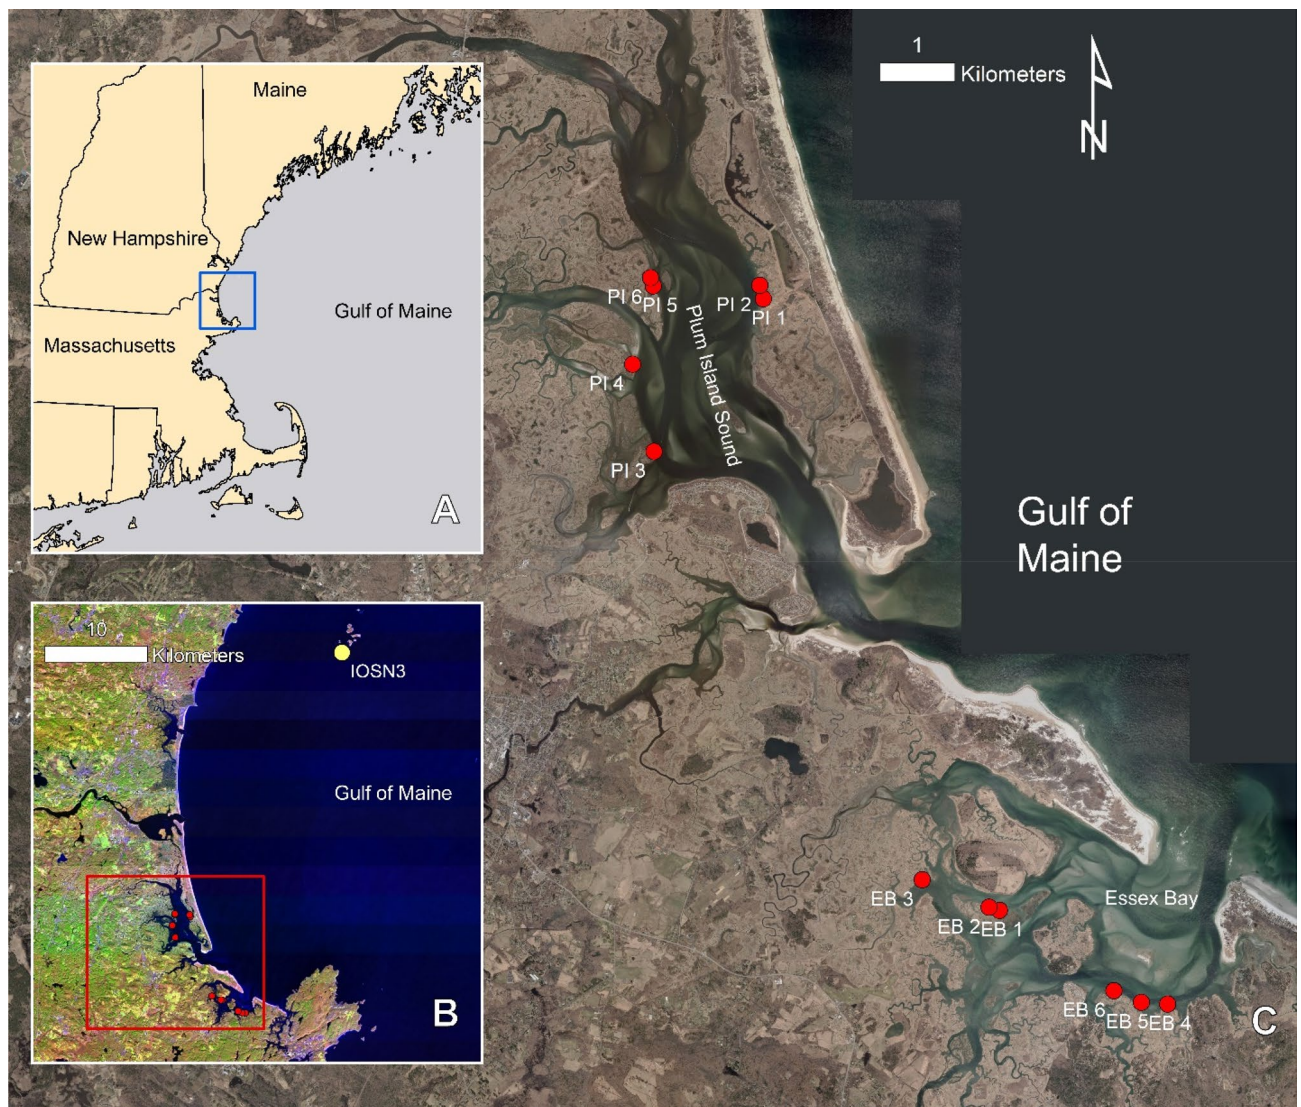 Maine
New Hampshire
Gulf of Maine
Massachusetts
A
10
Kilometers
IOSN3
Gulf of Maine
B
1
Kilometers
N
PI 6
PI 5
PI 2
PI 1
PI 4
PI 3
Plum Island Sound
Gulf of
Maine
EB 3
EB 2
EB 1
Essex Bay
EB 6
EB 5
EB 4
C